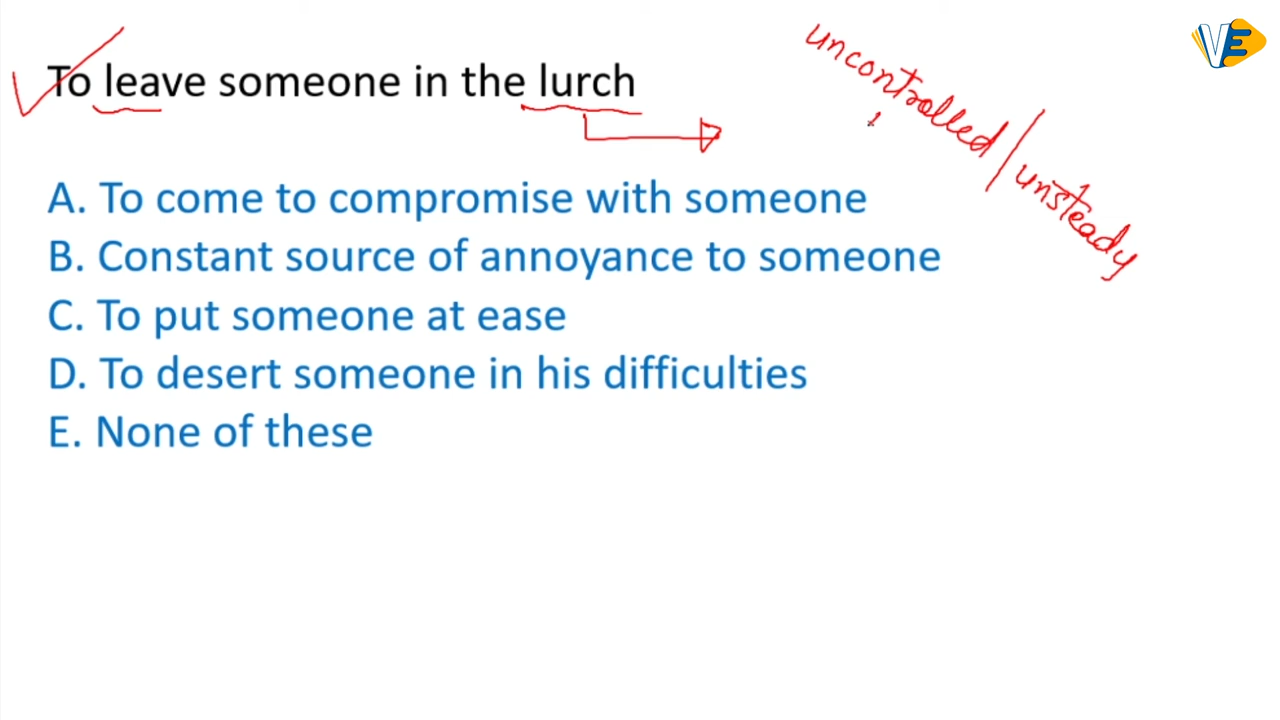 To leave someone in the lurch
uncontrolled/unsteady
A. To come to compromise with someone
B. Constant source of annoyance to someone
C. To put someone at ease
D. To desert someone in his difficulties
E. None of these
VE